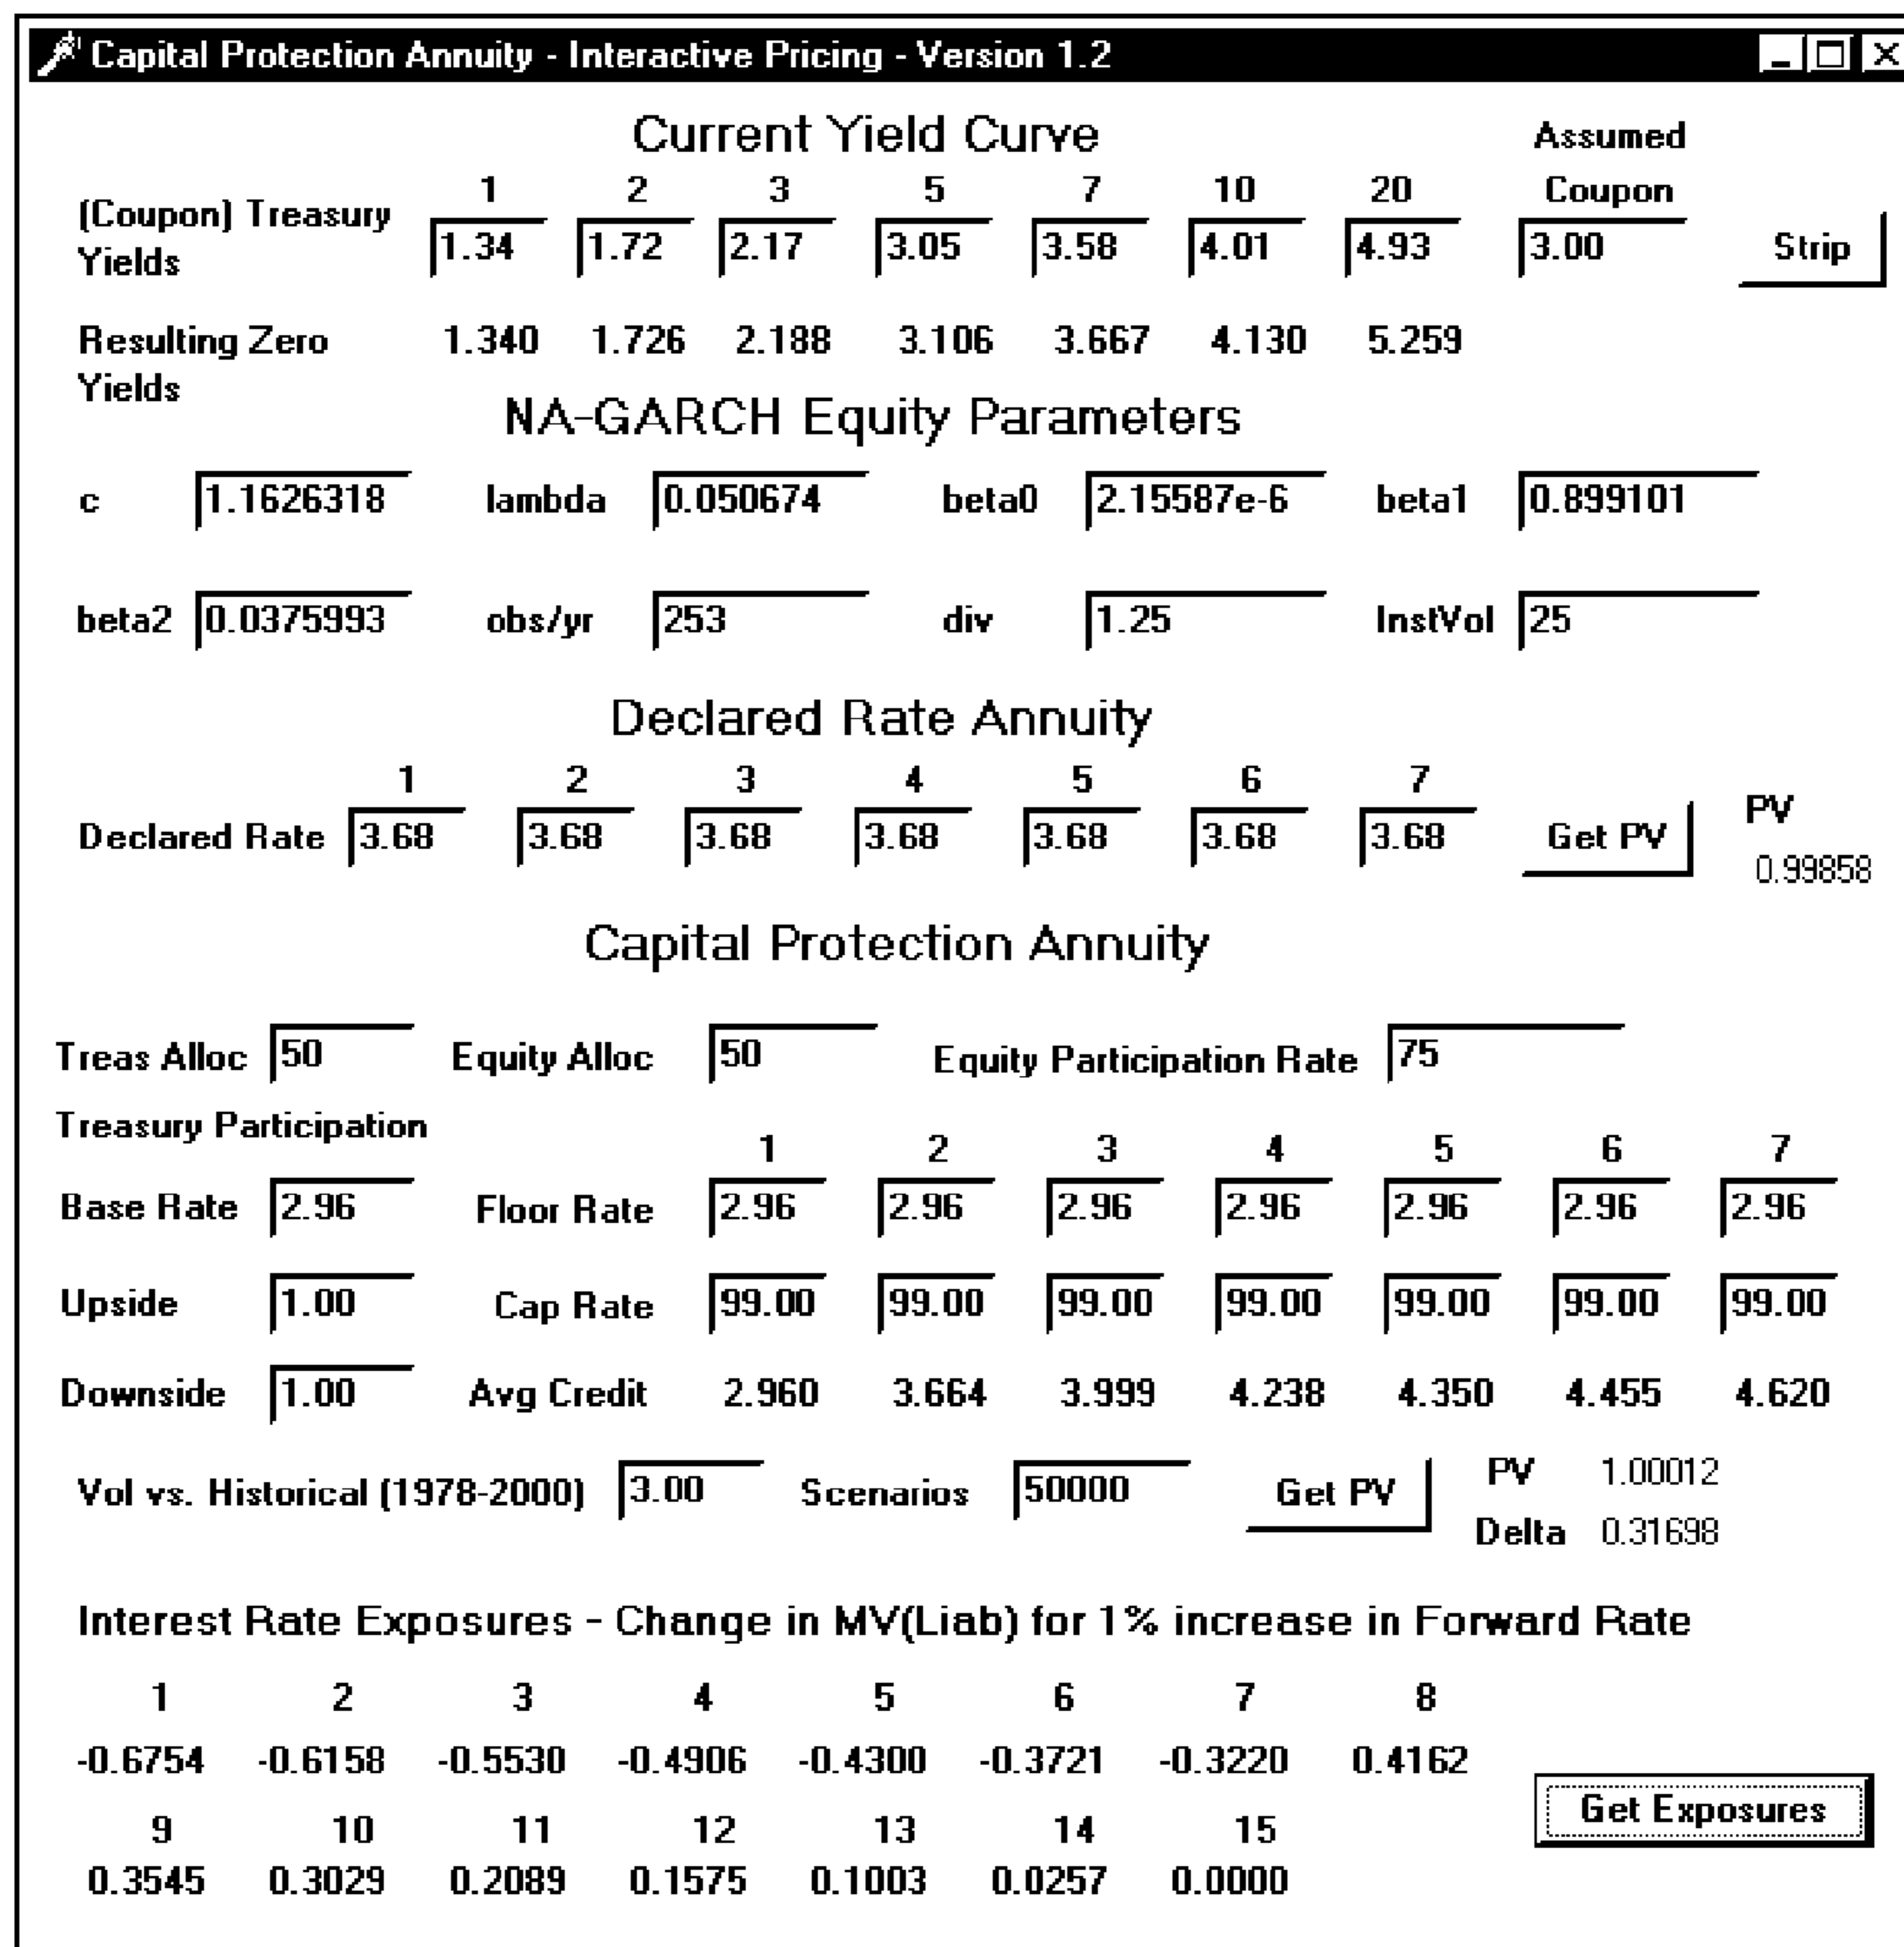 Capital Protection Annuity - Interactive Pricing - Version 1.2
Current Yield Curve
Assumed
1 2 3 5 7 10 20 Coupon
(Coupon) Treasury
Yields
1.34 1.72 2.17 3.05 3.58 4.01 4.93 3.00 Strip
Resulting Zero
Yields
1.340 1.726 2.188 3.106 3.667 4.130 5.259
NA-GARCH Equity Parameters
c 1.1626318 lambda 0.050674 beta0 2.15587e-6 beta1 0.899101
beta2 0.0375993 obs/yr 253 div 1.25 InstVol 25
Declared Rate Annuity
1 2 3 4 5 6 7
PV
Declared Rate 3.68 3.68 3.68 3.68 3.68 3.68 3.68 Get PV
0.99858
Capital Protection Annuity
Treas Alloc 50 Equity Alloc 50 Equity Participation Rate 75
Treasury Participation
1 2 3 4 5 6 7
Base Rate 2.96 Floor Rate 2.96 2.96 2.96 2.96 2.96 2.96 2.96
Upside 1.00 Cap Rate 99.00 99.00 99.00 99.00 99.00 99.00 99.00
Downside 1.00 Avg Credit 2.960 3.664 3.999 4.238 4.350 4.455 4.620
Vol vs. Historical (1978-2000) 3.00 Scenarios 50000 Get PV PV 1.00012
Delta 0.31698
Interest Rate Exposures - Change in MV(Liab) for 1% increase in Forward Rate
1 2 3 4 5 6 7 8
-0.6754 -0.6158 -0.5530 -0.4906 -0.4300 -0.3721 -0.3220 0.4162
Get Exposures
9 10 11 12 13 14 15
0.3545 0.3029 0.2089 0.1575 0.1003 0.0257 0.0000